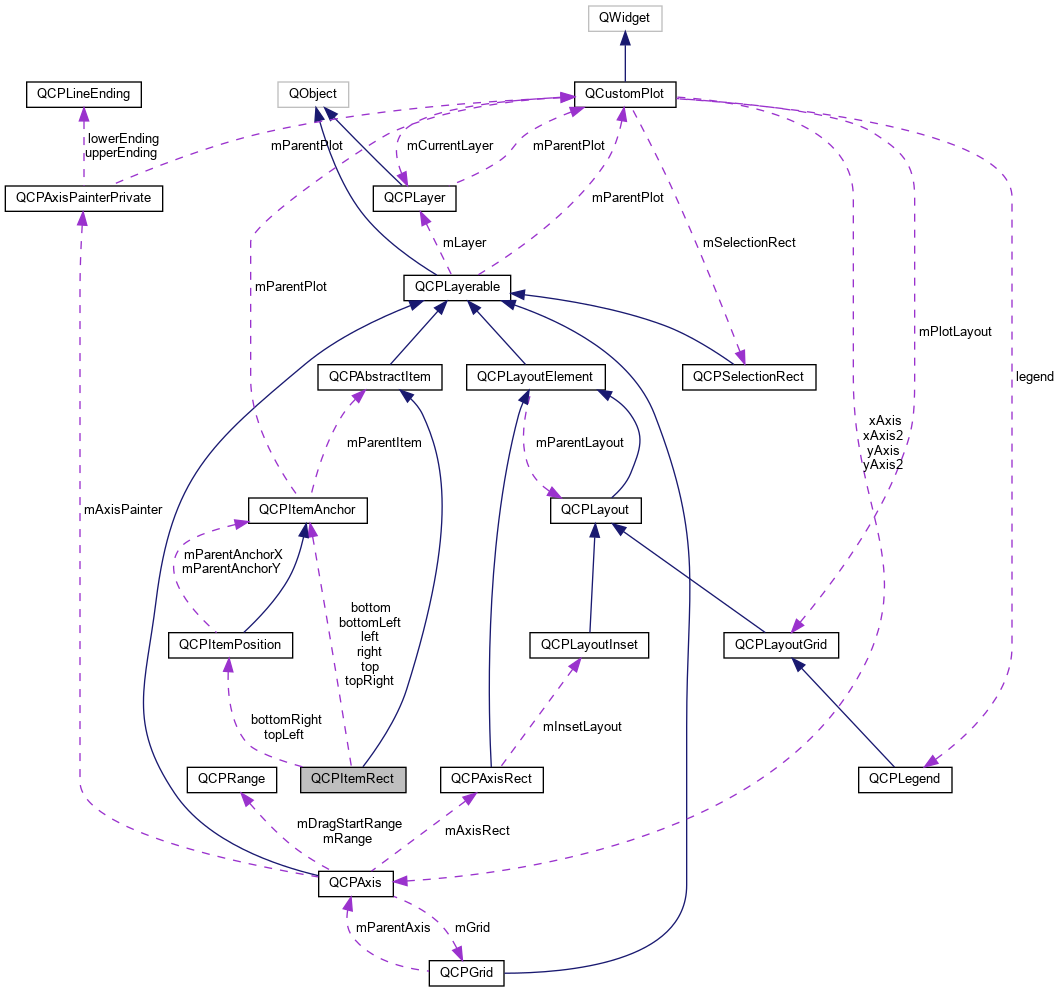 QWidget
QCPLineEnding
QObject
QCustomPlot
lowerEnding
upperEnding
mParentPlot
mCurrentLayer
mParentPlot
QCPAxisPainterPrivate
QCPLayer
mParentPlot
mLayer
mSelectionRect
mParentPlot
QCPLayerable
mPlotLayout
QCPAbstractItem
QCPLayoutElement
QCPSelectionRect
legend
xAxis
xAxis2
yAxis
yAxis2
mParentItem
mParentLayout
mAxisPainter
QCPItemAnchor
QCPLayout
mParentAnchorX
mParentAnchorY
bottom
bottomLeft
left
right
top
topRight
QCPItemPosition
QCPLayoutInset
QCPLayoutGrid
bottomRight
topLeft
mInsetLayout
QCPRange
QCPItemRect
QCPAxisRect
QCPLegend
mDragStartRange
mRange
mAxisRect
QCPAxis
mParentAxis
mGrid
QCPGrid